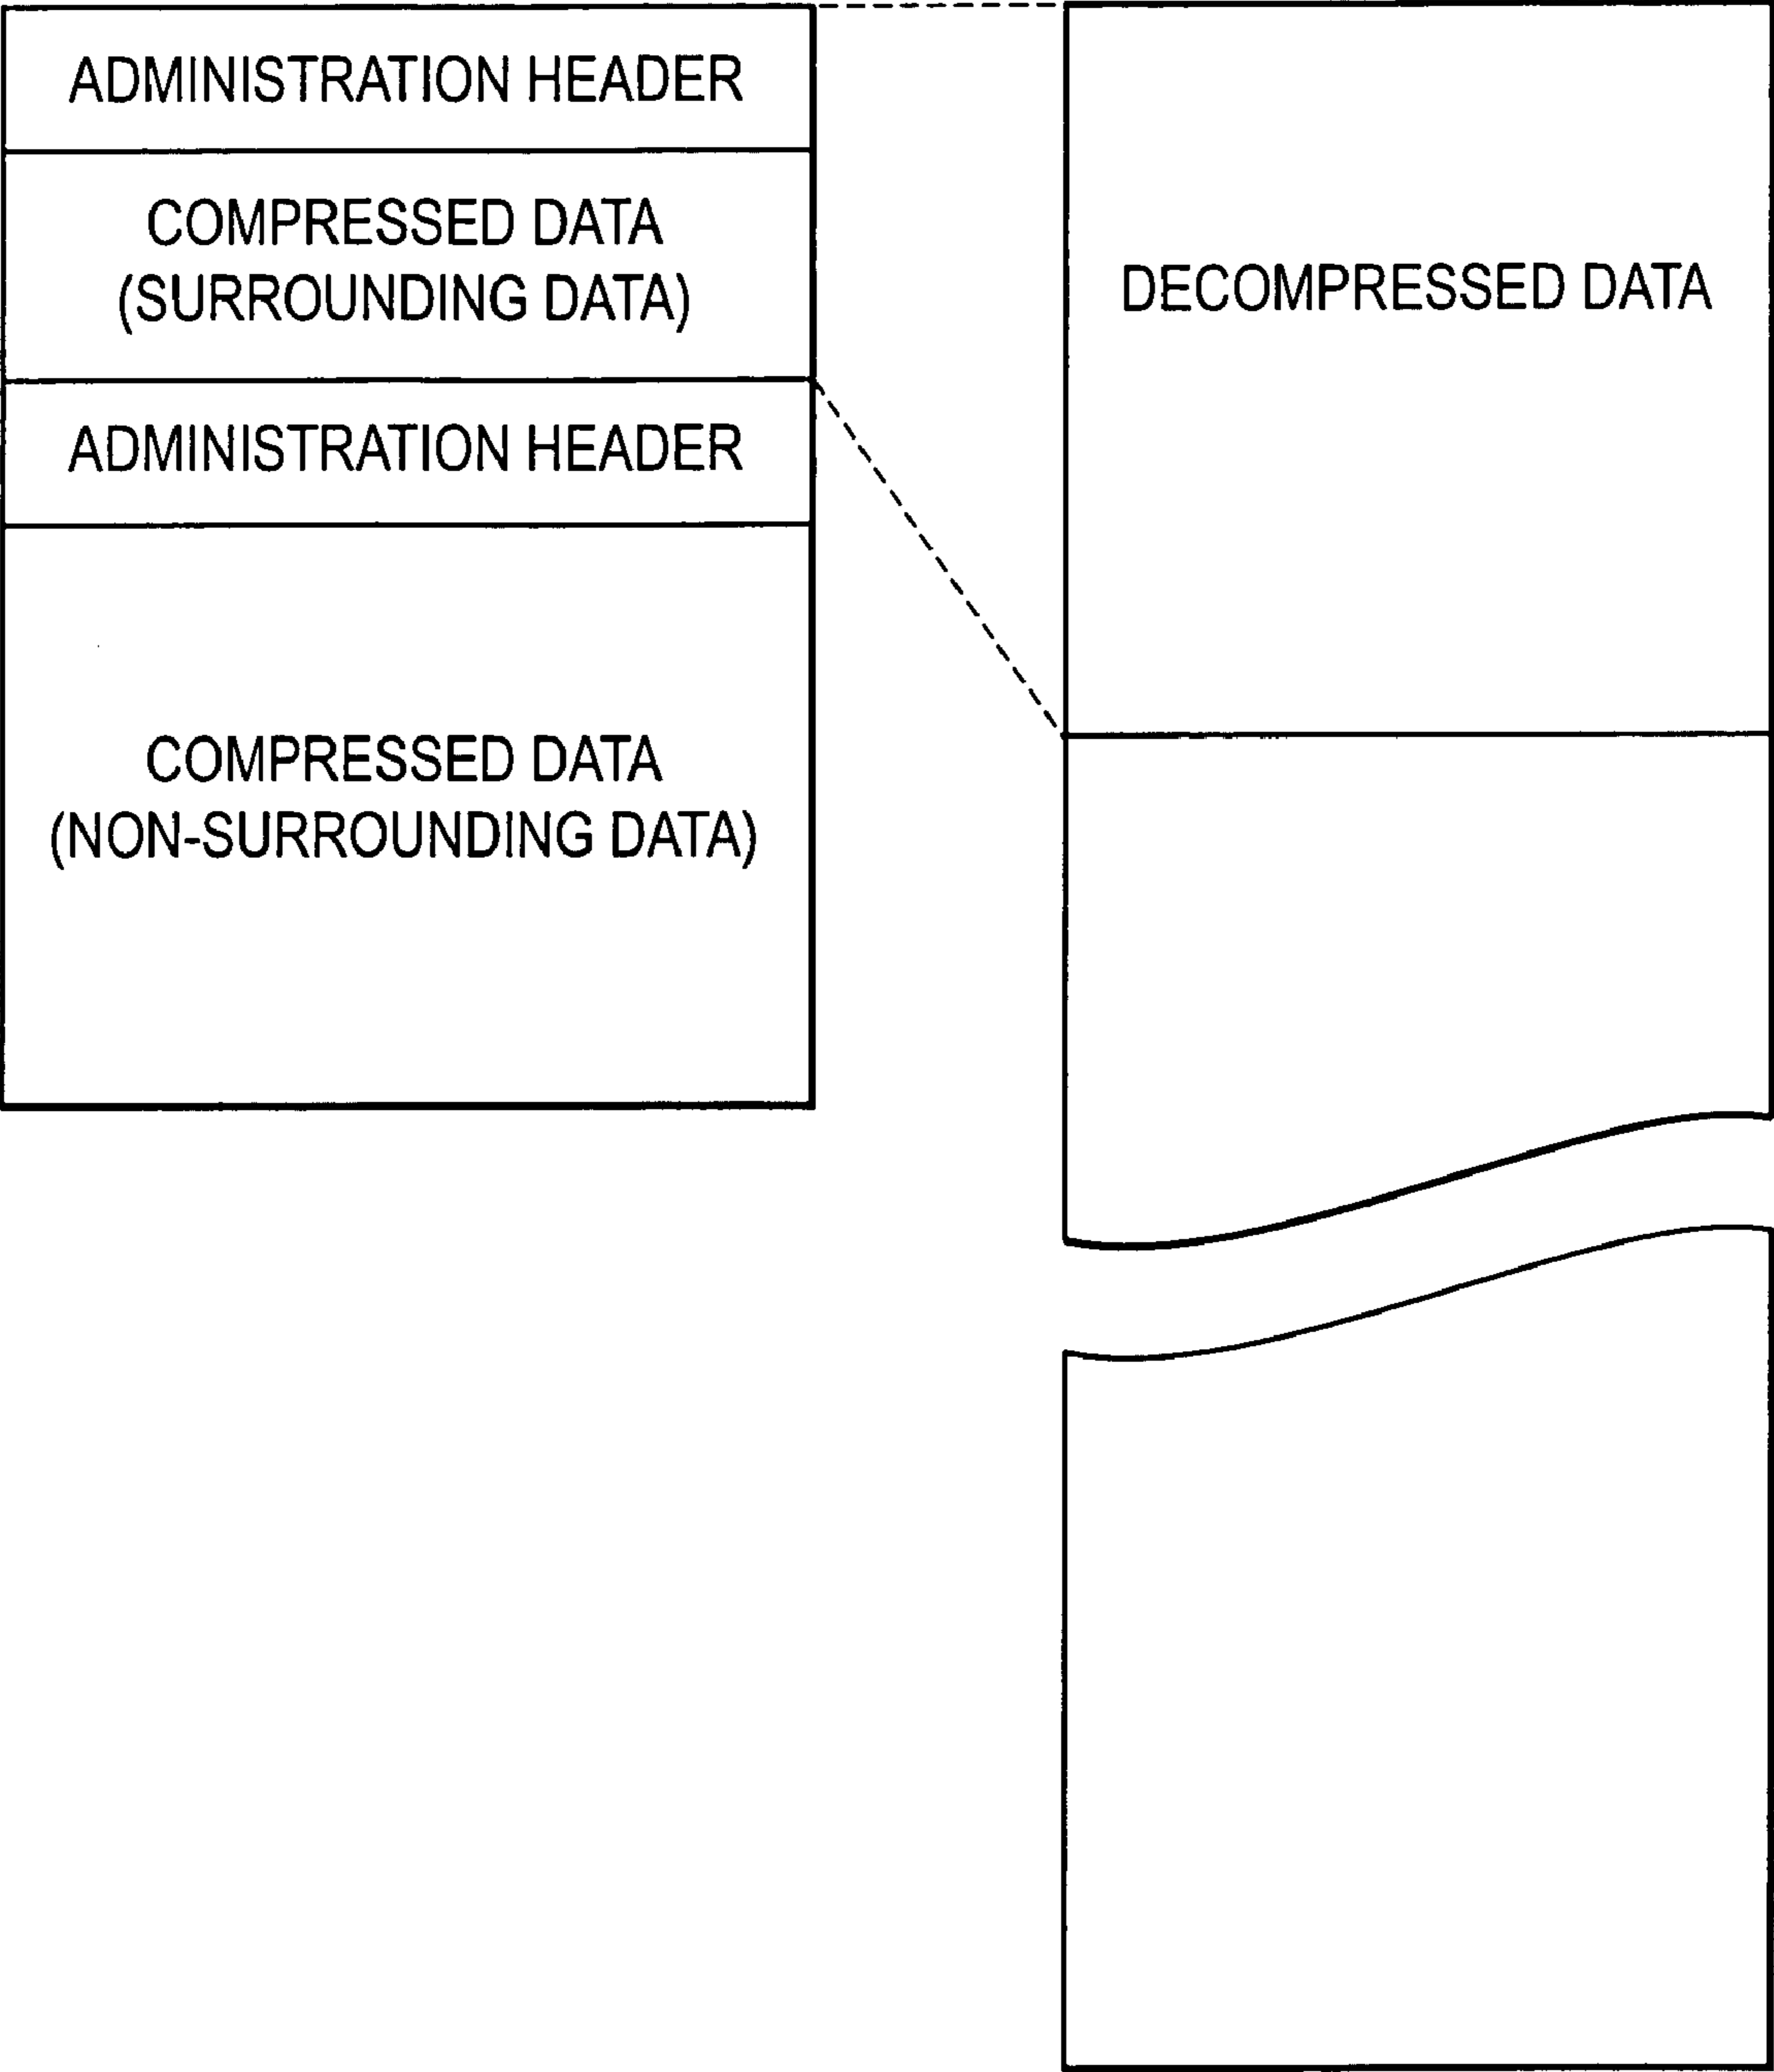 ADMINISTRATION HEADER
COMPRESSED DATA
(SURROUNDING DATA)
ADMINISTRATION HEADER
COMPRESSED DATA
(NON-SURROUNDING DATA)
DECOMPRESSED DATA